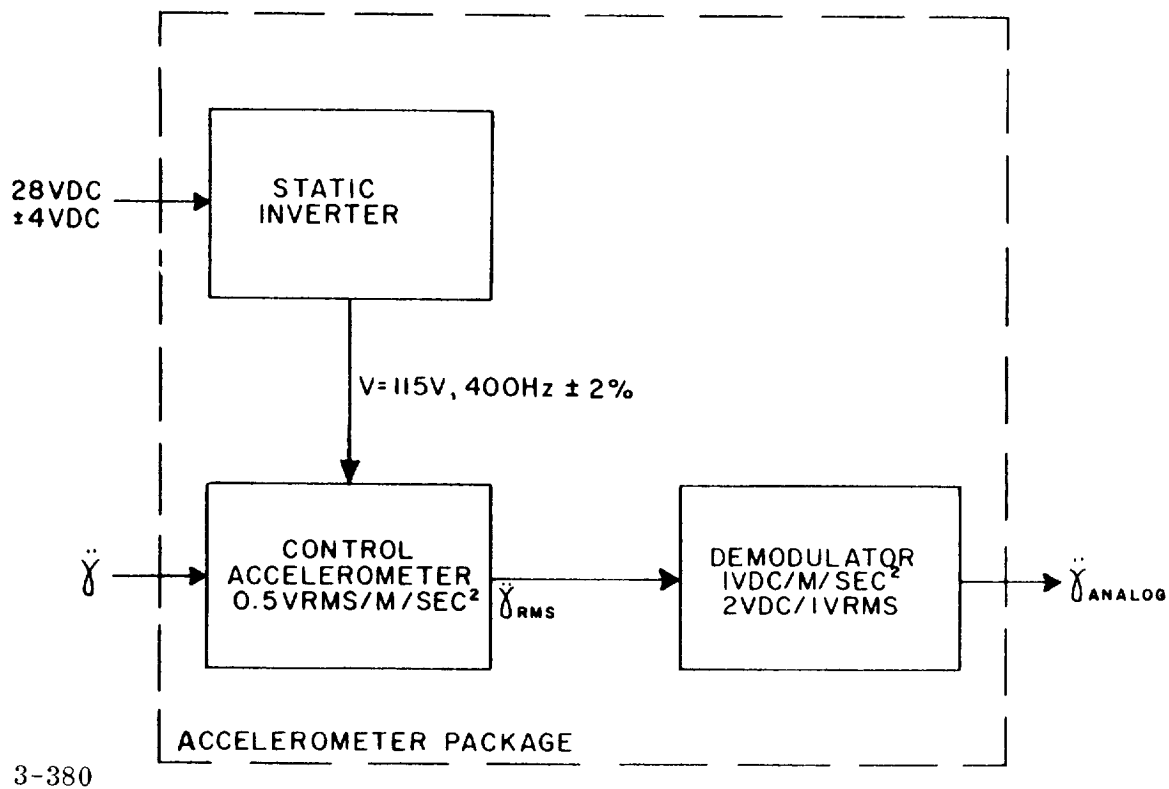 28VDC
±4VDC
STATIC
INVERTER
V=115V, 400Hz ± 2%
γ̈
CONTROL
ACCELEROMETER
0.5VRMS/M/SEC²
γ̈RMS
DEMODULATOR
1VDC/M/SEC²
2VDC/1VRMS
γ̈ANALOG
ACCELEROMETER PACKAGE
3-380